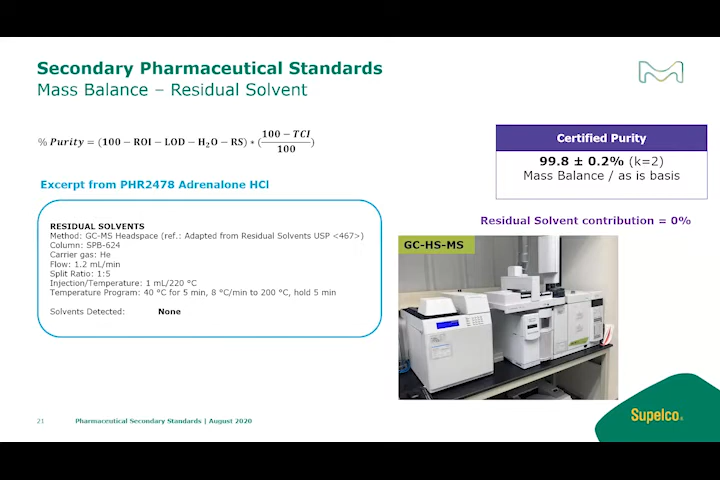 Secondary Pharmaceutical Standards
Mass Balance – Residual Solvent
% Purity = (100 − ROI − LOD − H₂O − RS) ∗ (100 − TCI / 100)
Certified Purity
99.8 ± 0.2% (k=2)
Mass Balance / as is basis
Excerpt from PHR2478 Adrenalone HCl
Residual Solvent contribution = 0%
RESIDUAL SOLVENTS
Method: GC-MS Headspace (ref.: Adapted from Residual Solvents USP <467>)
Column: SPB-624
Carrier gas: He
Flow: 1.2 mL/min
Split Ratio: 1:5
Injection/Temperature: 1 mL/220 °C
Temperature Program: 40 °C for 5 min, 8 °C/min to 200 °C, hold 5 min
Solvents Detected: None
GC-HS-MS
21 Pharmaceutical Secondary Standards | August 2020
Supelco